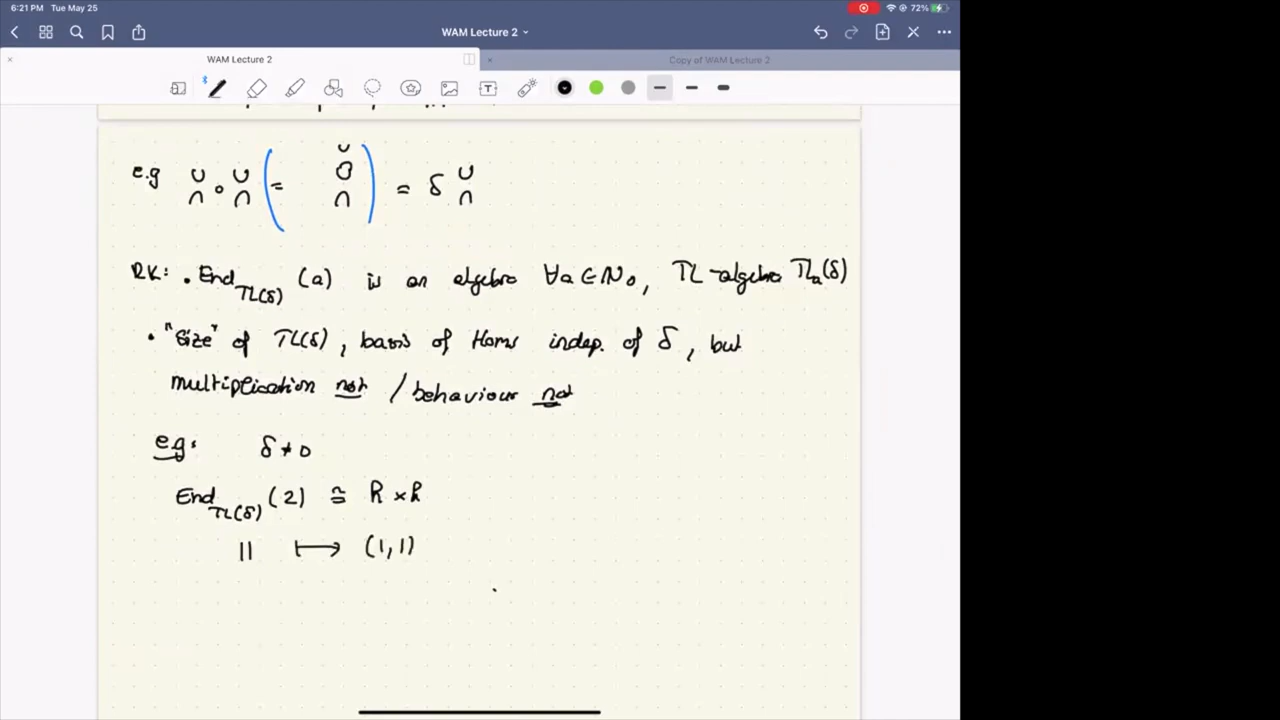 6:21 PM Tue May 25
72%
WAM Lecture 2
WAM Lecture 2
Copy of WAM Lecture 2
e.g ∪∩ ∘ ∪∩ ( = ∪○∩ ) = δ ∪∩
RK: • End_TL(δ) (a) is an algebra ∀a ∈ ℕ₀, TL-algebra TL_a(δ)
• "Size" of TL(δ), basis of Homs indep. of δ, but
multiplication not / behaviour not
e.g: δ ≠ 0
End_TL(δ) (2) ≅ R × R
|| ↦ (1,1)